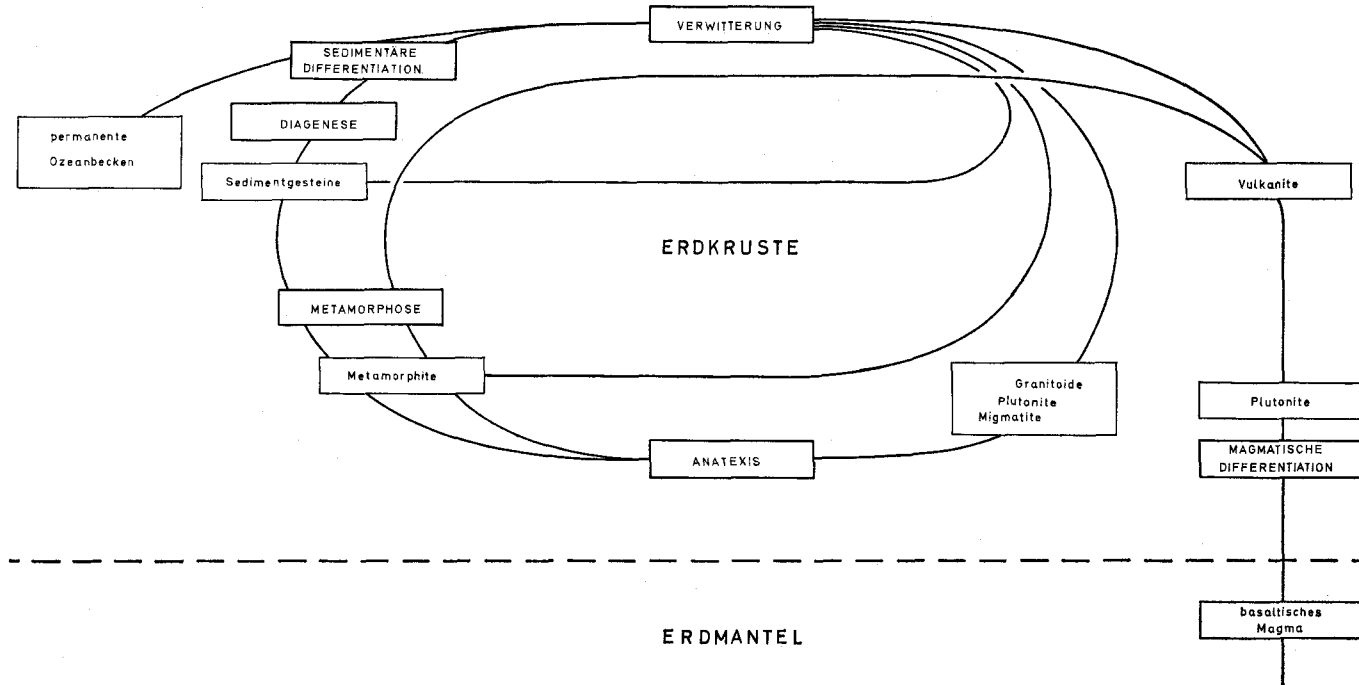 VERWITTERUNG
SEDIMENTÄRE
DIFFERENTIATION.
DIAGENESE
permanente
Ozeanbecken
Sedimentgesteine
Vulkanite
ERDKRUSTE
METAMORPHOSE
Metamorphite
Granitoide
Plutonite
Migmatite
Plutonite
ANATEXIS
MAGMATISCHE
DIFFERENTIATION
basaltisches
Magma
ERDMANTEL